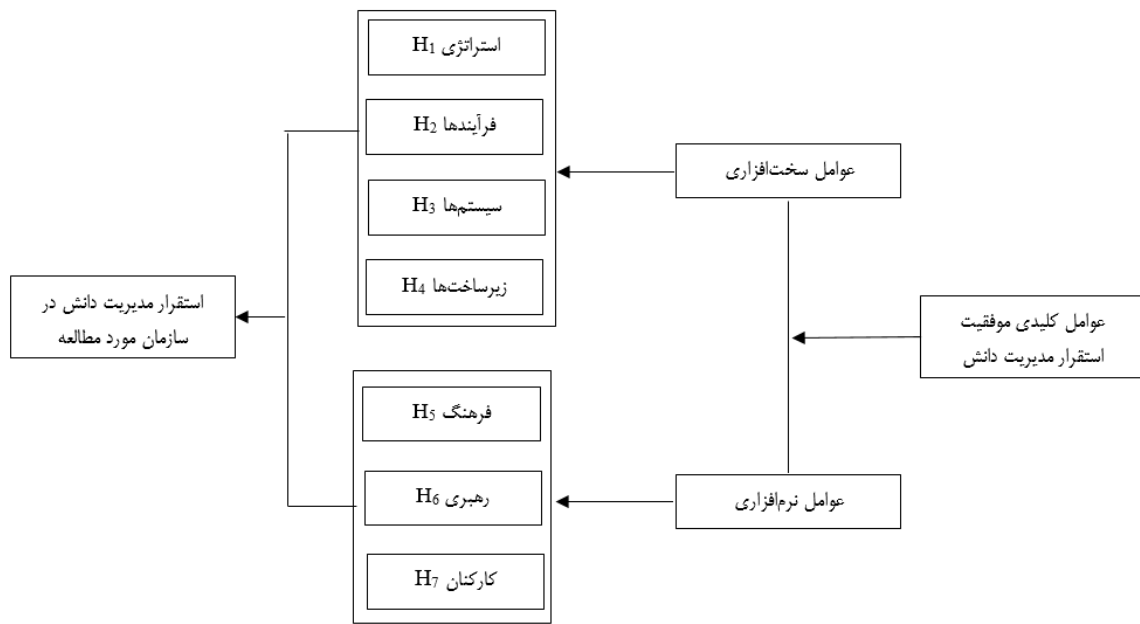 عوامل کلیدی موفقیت
استقرار مدیریت دانش
عوامل سخت‌افزاری
عوامل نرم‌افزاری
استراتژی H₁
فرآیندها H₂
سیستم‌ها H₃
زیرساخت‌ها H₄
فرهنگ H₅
رهبری H₆
کارکنان H₇
استقرار مدیریت دانش در
سازمان مورد مطالعه